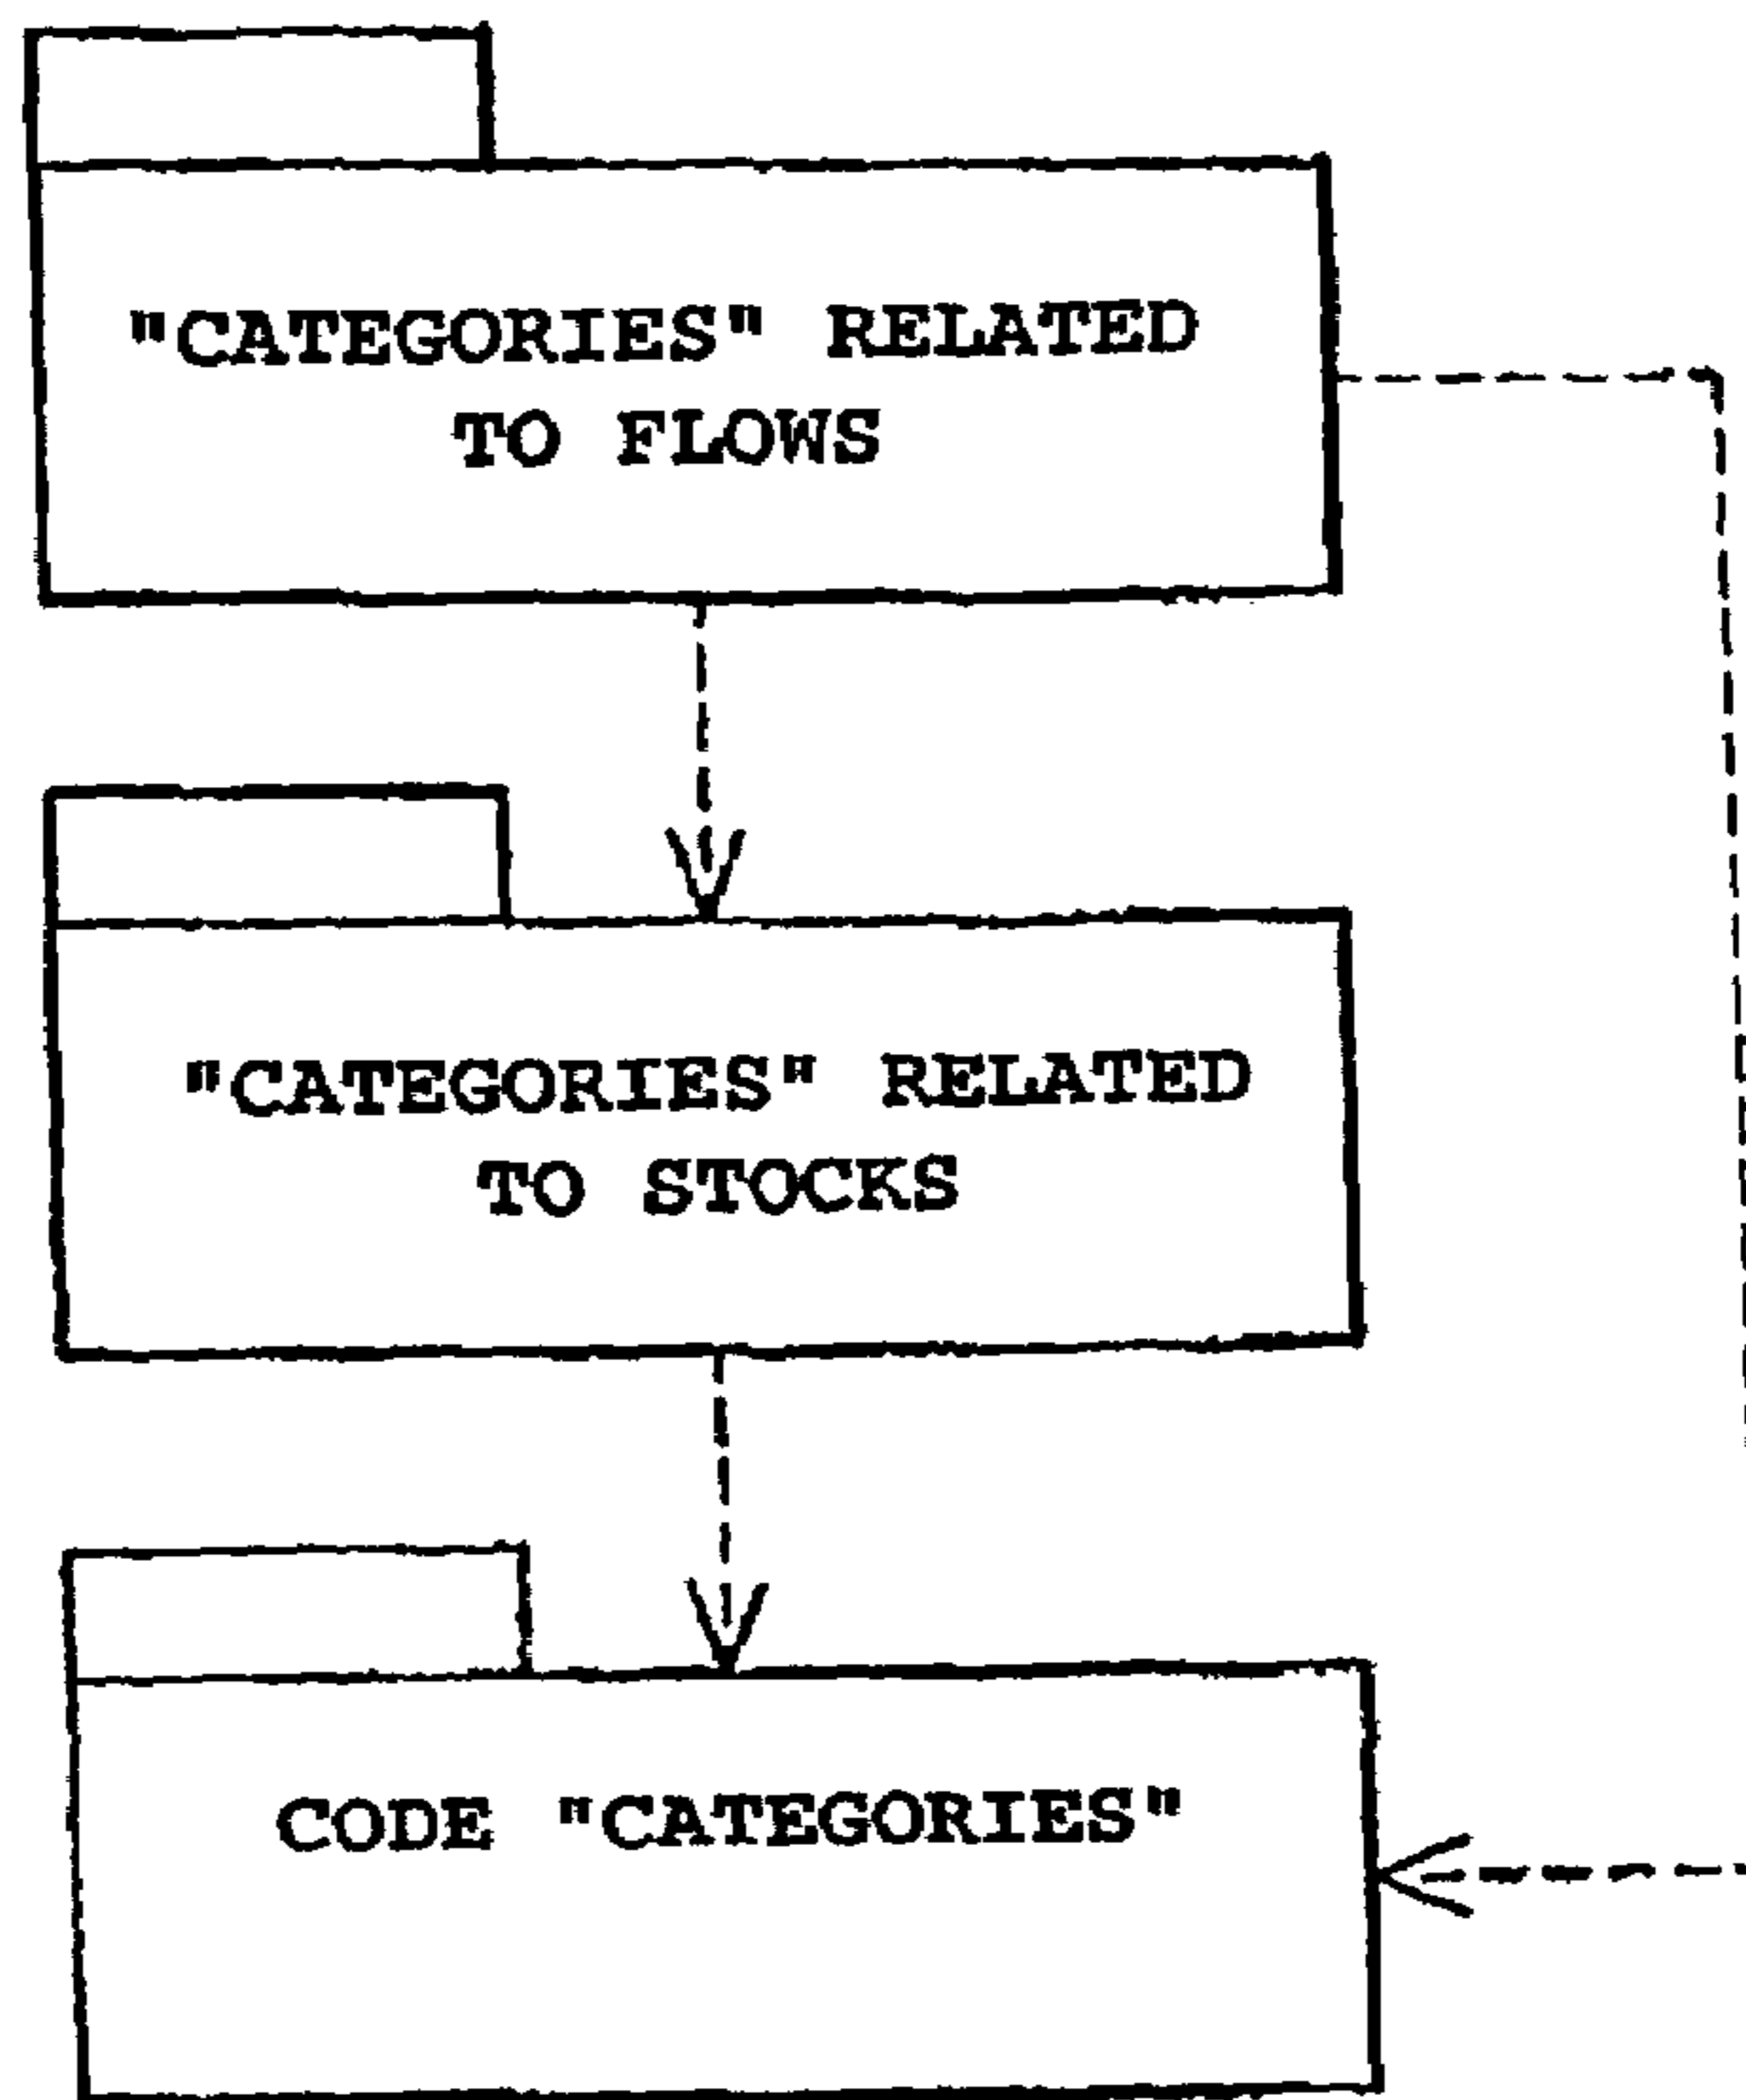 "CATEGORIES" RELATED
TO FLOWS
"CATEGORIES" RELATED
TO STOCKS
CODE "CATEGORIES"